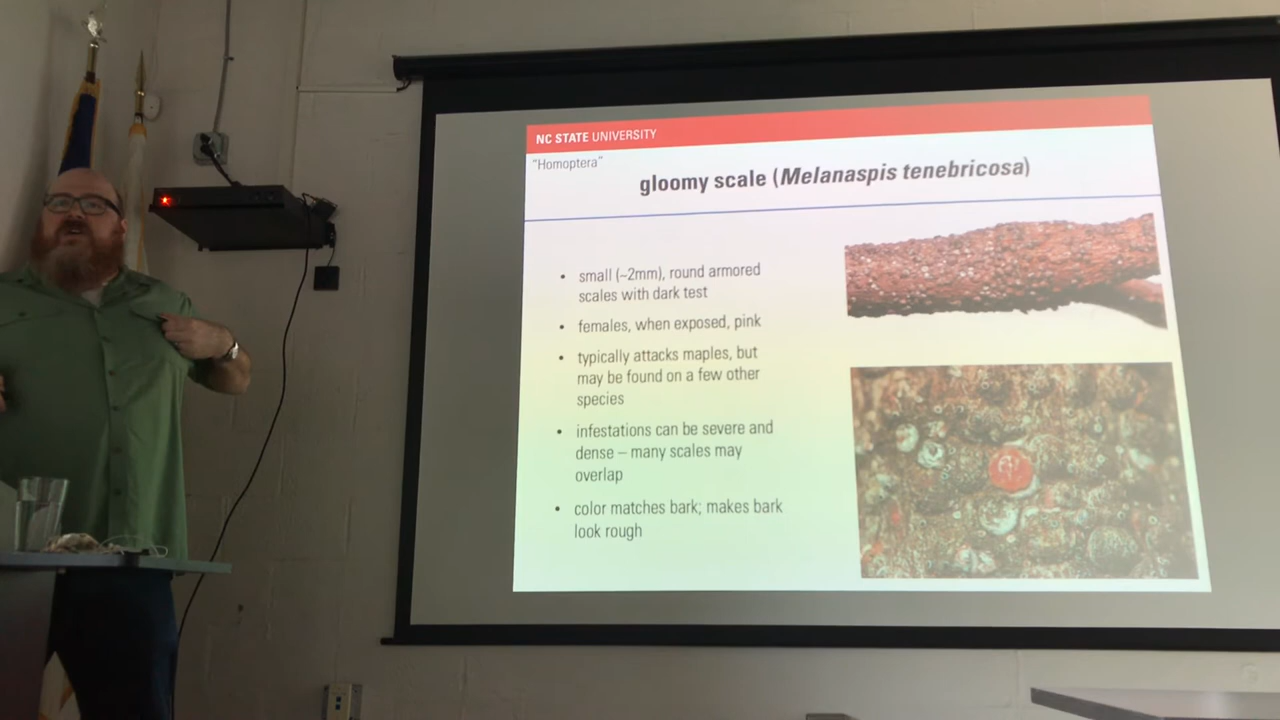 NC STATE UNIVERSITY
"Homoptera"
gloomy scale (Melanaspis tenebricosa)
• small (~2mm), round armored
scales with dark test
• females, when exposed, pink
• typically attacks maples, but
may be found on a few other
species
• infestations can be severe and
dense – many scales may
overlap
• color matches bark; makes bark
look rough